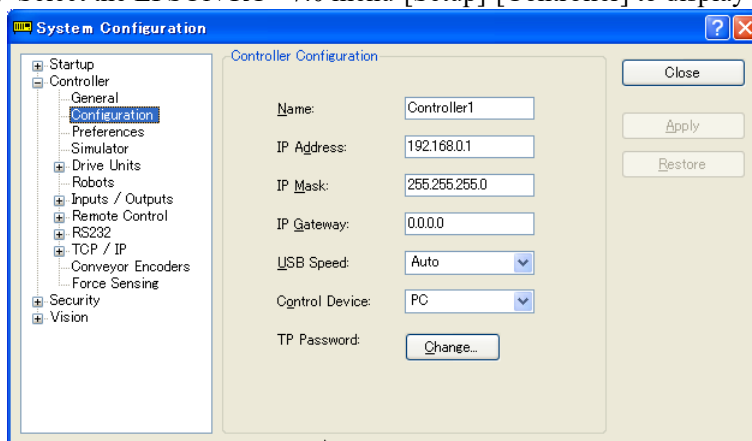 System Configuration
Startup
Controller
General
Configuration
Preferences
Simulator
Drive Units
Robots
Inputs / Outputs
Remote Control
RS232
TCP / IP
Conveyor Encoders
Force Sensing
Security
Vision
Controller Configuration
Name: Controller1
IP Address: 192.168.0.1
IP Mask: 255.255.255.0
IP Gateway: 0.0.0.0
USB Speed: Auto
Control Device: PC
TP Password: Change...
Close
Apply
Restore